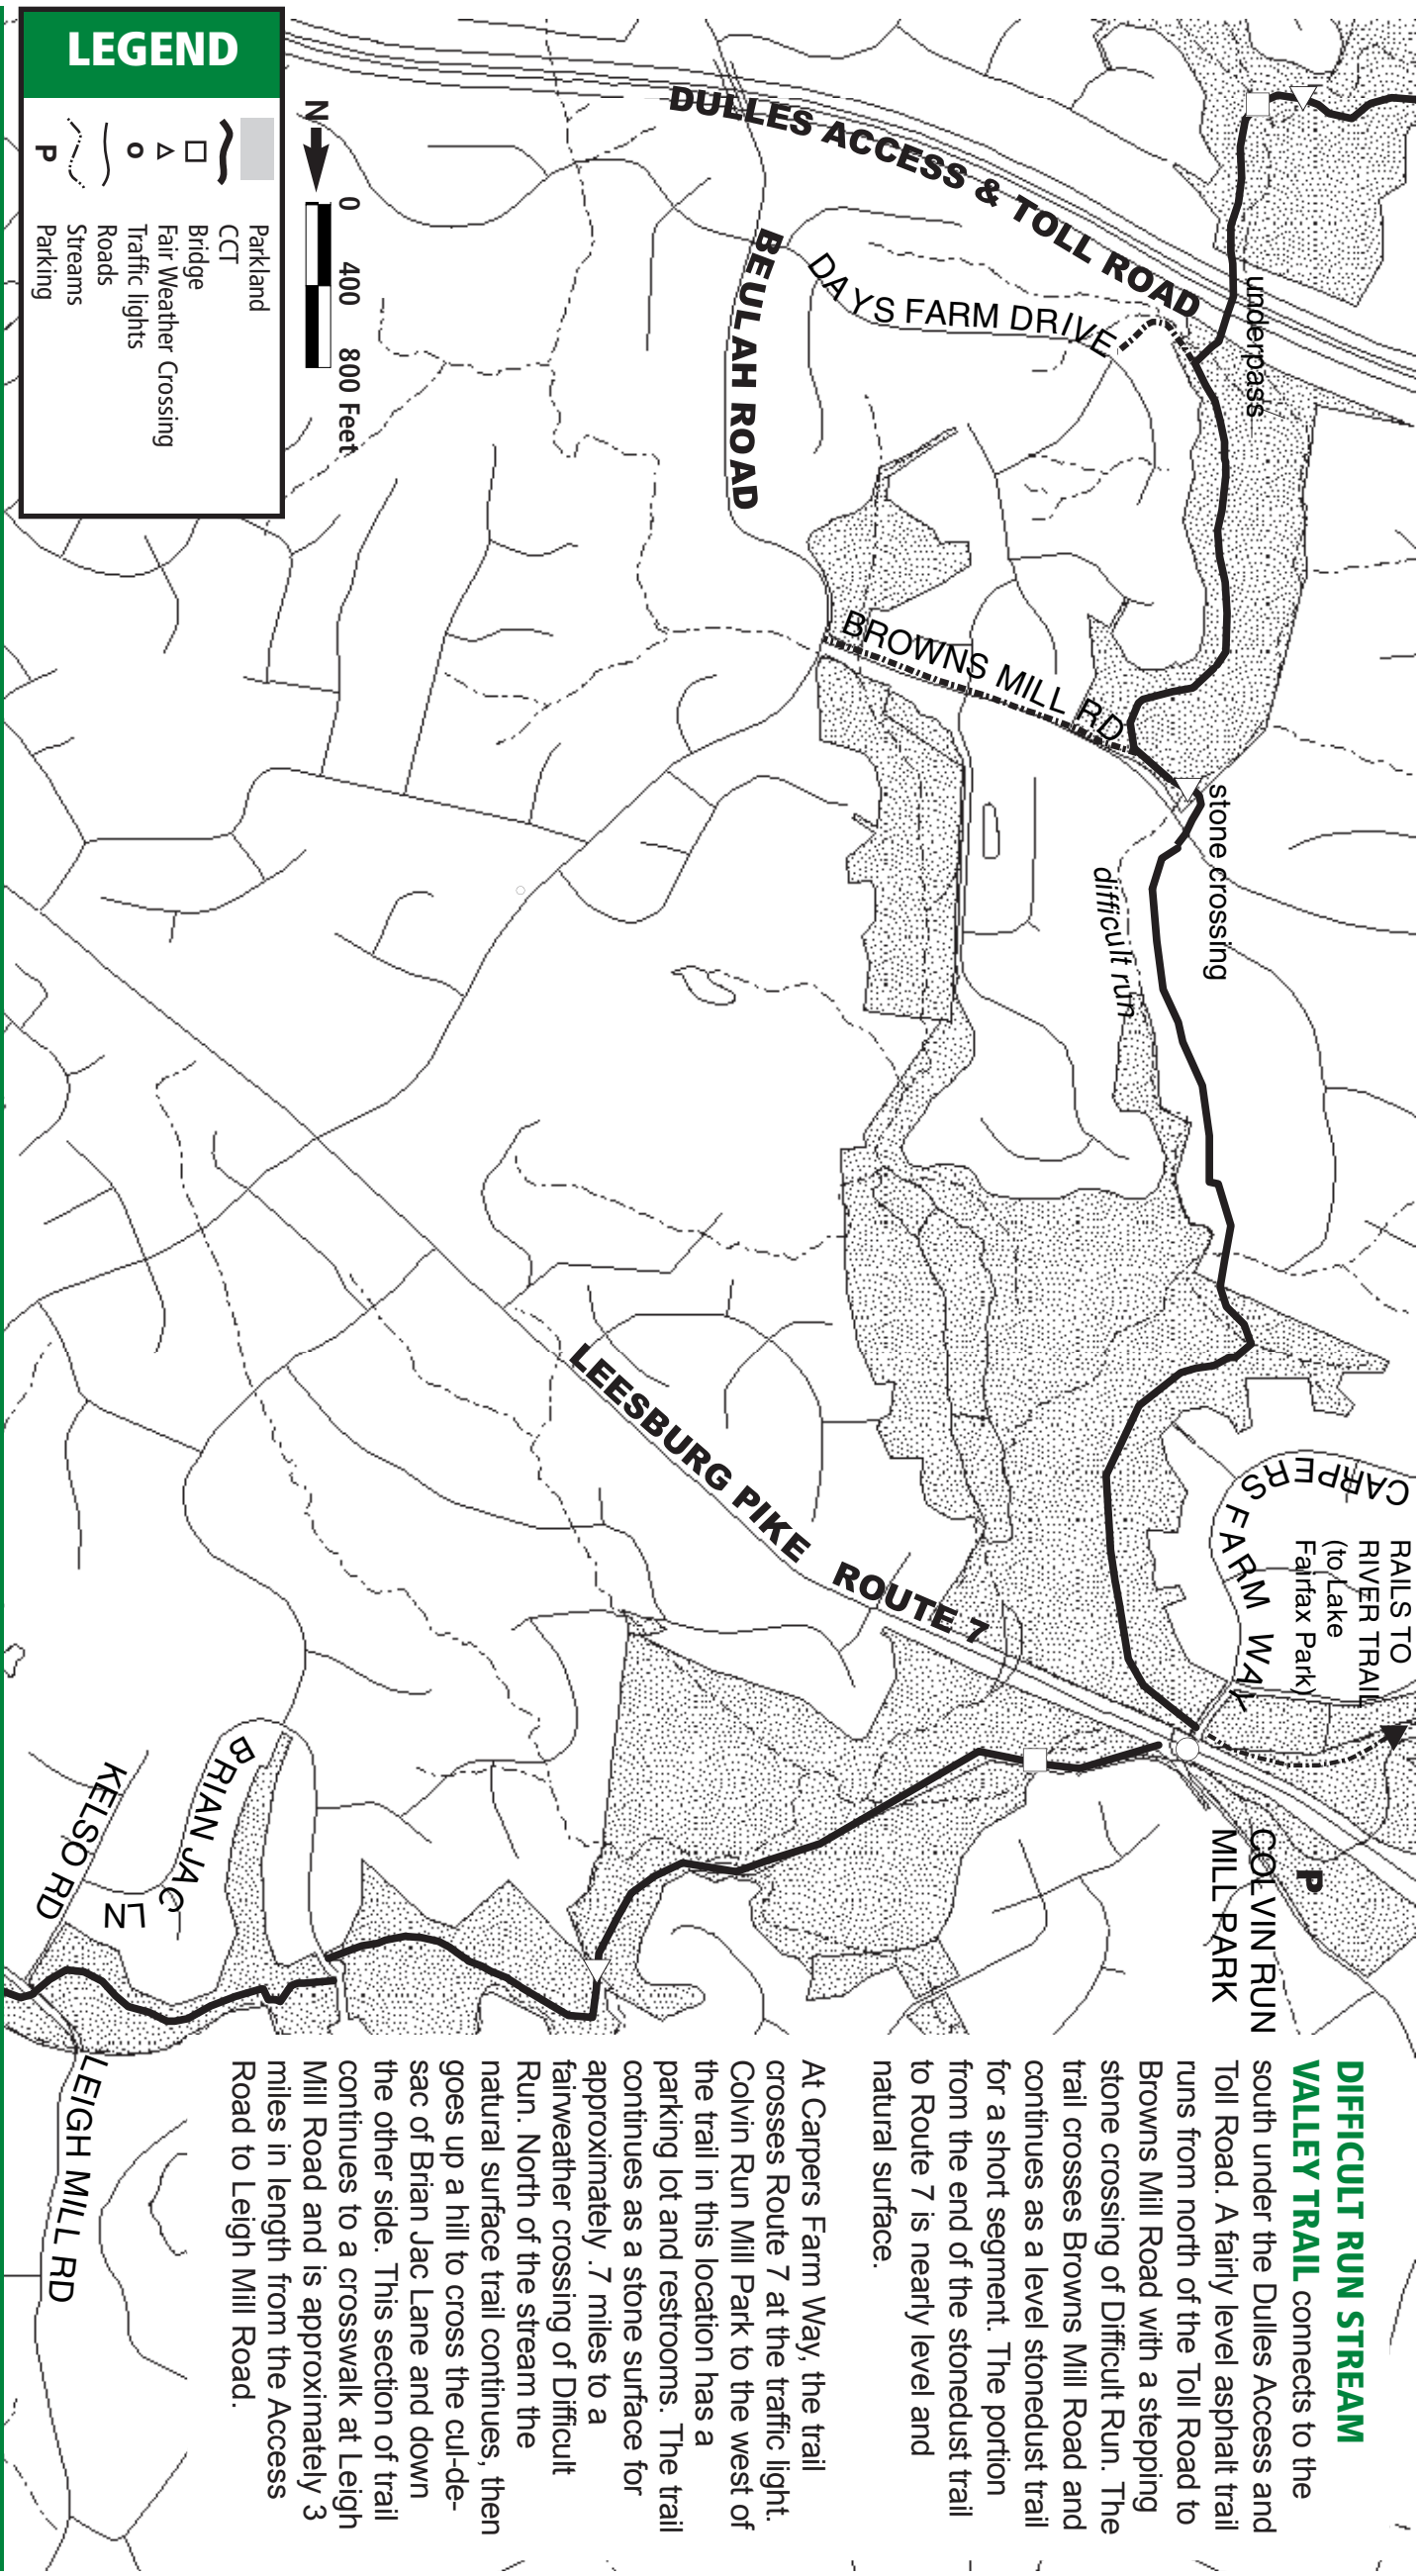 LEGEND
Parkland
CCT
Bridge
Fair Weather Crossing
Traffic lights
Roads
Streams
P Parking
N
0 400 800 Feet
DULLES ACCESS & TOLL ROAD
underpass
DAYS FARM DRIVE
BEULAH ROAD
BROWNS MILL RD
stone crossing
difficult run
LEESBURG PIKE ROUTE 7
CARPERS FARM WAY
RAILS TO
RIVER TRAIL
(to Lake
Fairfax Park)
P
COLVIN RUN
MILL PARK
BRIAN JAC LN
KELSO RD
LEIGH MILL RD
DIFFICULT RUN STREAM
VALLEY TRAIL connects to the
south under the Dulles Access and
Toll Road. A fairly level asphalt trail
runs from north of the Toll Road to
Browns Mill Road with a stepping
stone crossing of Difficult Run. The
trail crosses Browns Mill Road and
continues as a level stonedust trail
for a short segment. The portion
from the end of the stonedust trail
to Route 7 is nearly level and
natural surface.
At Carpers Farm Way, the trail
crosses Route 7 at the traffic light.
Colvin Run Mill Park to the west of
the trail in this location has a
parking lot and restrooms. The trail
continues as a stone surface for
approximately .7 miles to a
fairweather crossing of Difficult
Run. North of the stream the
natural surface trail continues, then
goes up a hill to cross the cul-de-
sac of Brian Jac Lane and down
the other side. This section of trail
continues to a crosswalk at Leigh
Mill Road and is approximately 3
miles in length from the Access
Road to Leigh Mill Road.